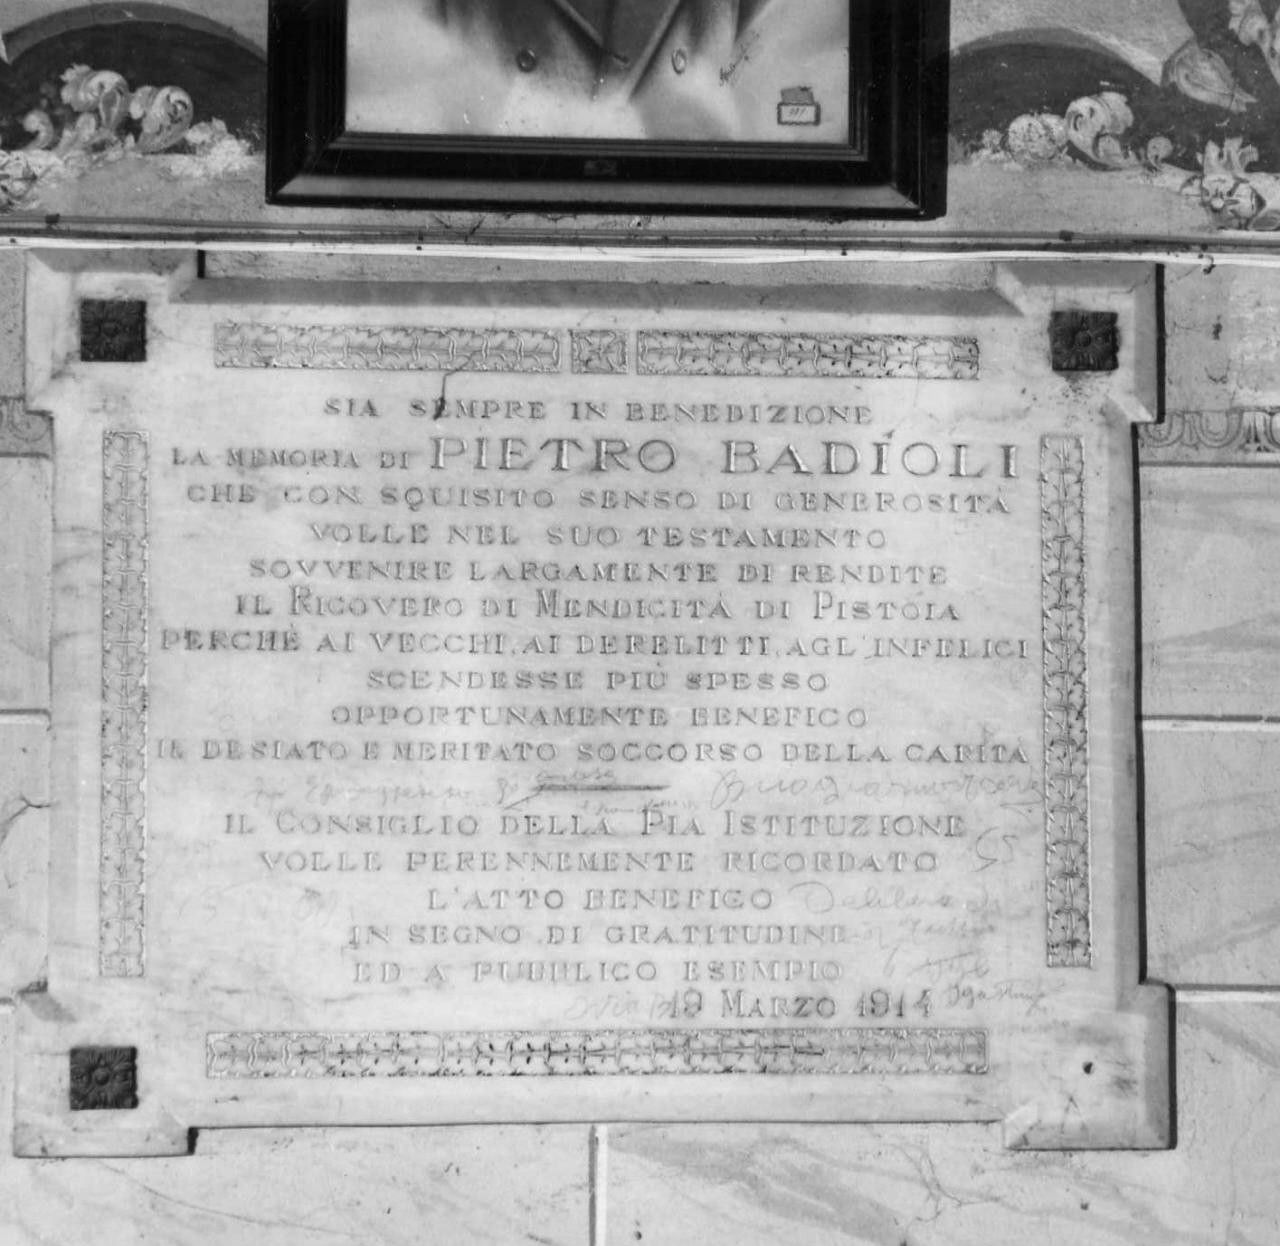 SIA SEMPRE IN BENEDIZIONE
LA MEMORIA DI PIETRO BADIOLI
CHE CON SQUISITO SENSO DI GENEROSITÀ
VOLLE NEL SUO TESTAMENTO
SOVVENIRE LARGAMENTE DI RENDITE
IL RICOVERO DI MENDICITÀ DI PISTOIA
PERCHÈ AI VECCHI, AI DERELITTI, AGL'INFELICI
SCENDESSE PIÙ SPESSO
OPPORTUNAMENTE BENEFICO
IL DESIATO E MERITATO SOCCORSO DELLA CARITÀ
IL CONSIGLIO DELLA PIA ISTITUZIONE
VOLLE PERENNEMENTE RICORDATO
L'ATTO BENEFICO
IN SEGNO DI GRATITUDINE
ED A PUBBLICO ESEMPIO
19 MARZO 1914